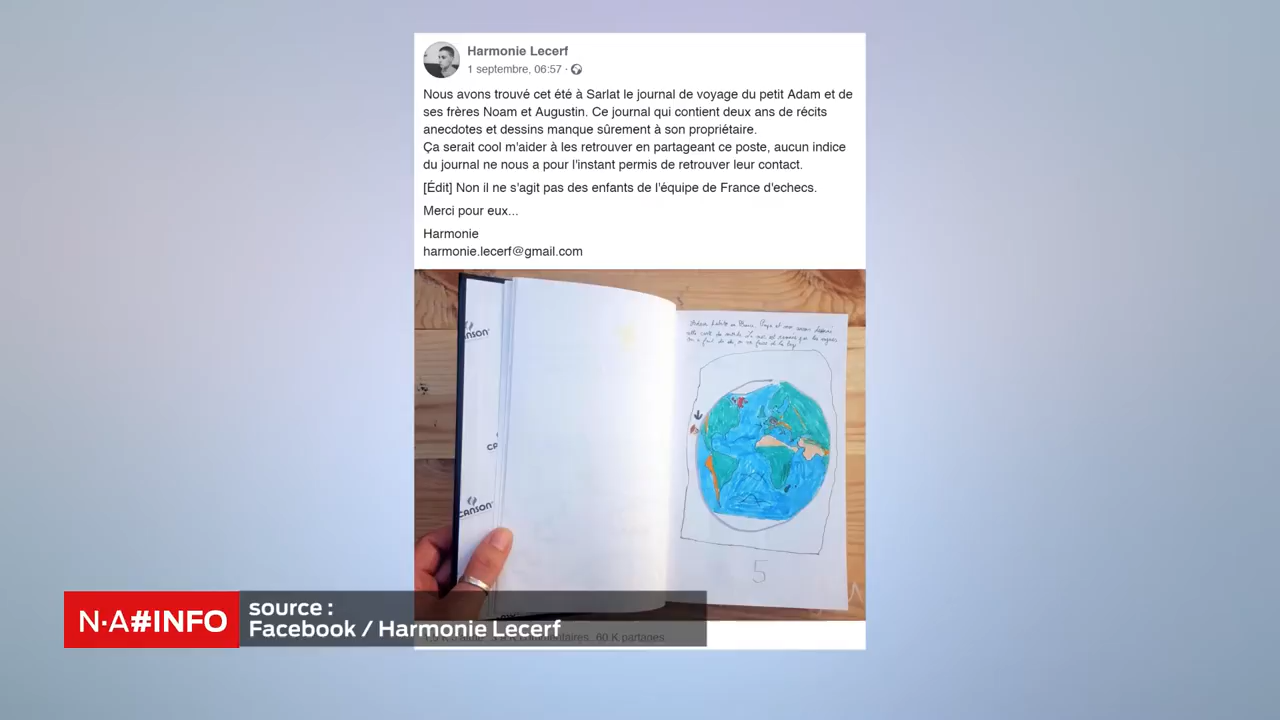 Harmonie Lecerf
1 septembre, 06:57 ·
Nous avons trouvé cet été à Sarlat le journal de voyage du petit Adam et de
ses frères Noam et Augustin. Ce journal qui contient deux ans de récits
anecdotes et dessins manque sûrement à son propriétaire.
Ça serait cool m'aider à les retrouver en partageant ce poste, aucun indice
du journal ne nous a pour l'instant permis de retrouver leur contact.
[Édit] Non il ne s'agit pas des enfants de l'équipe de France d'echecs.
Merci pour eux...
Harmonie
harmonie.lecerf@gmail.com
CANSON
CANSON
5
N·A#INFO
source :
Facebook / Harmonie Lecerf
60 K partages